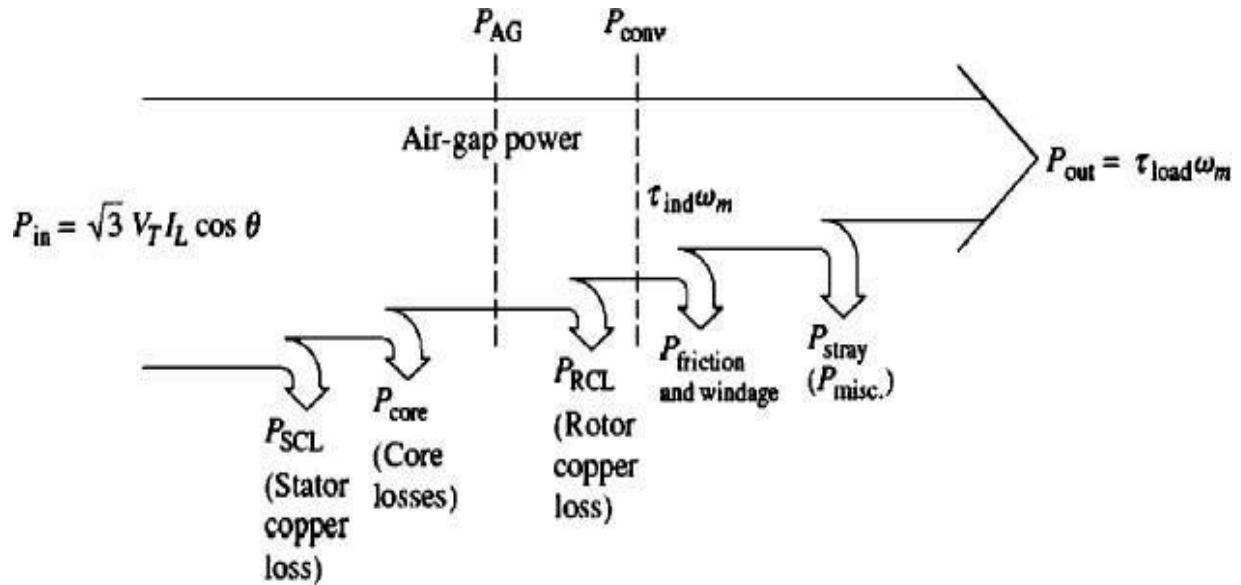 P_AG
P_conv
Air-gap power
P_out = τ_load ω_m
τ_ind ω_m
P_in = √3 V_T I_L cos θ
P_SCL
(Stator
copper
loss)
P_core
(Core
losses)
P_RCL
(Rotor
copper
loss)
P_friction
and windage
P_stray
(P_misc.)